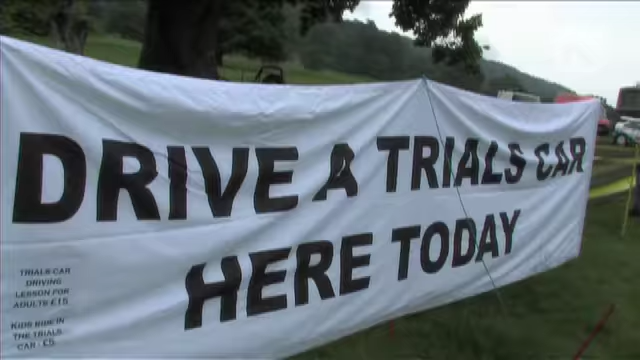 DRIVE A TRIALS CAR
HERE TODAY
TRIALS CAR
DRIVING
LESSON FOR
ADULTS £15
KIDS RIDE IN
THE TRIALS
CAR - £5